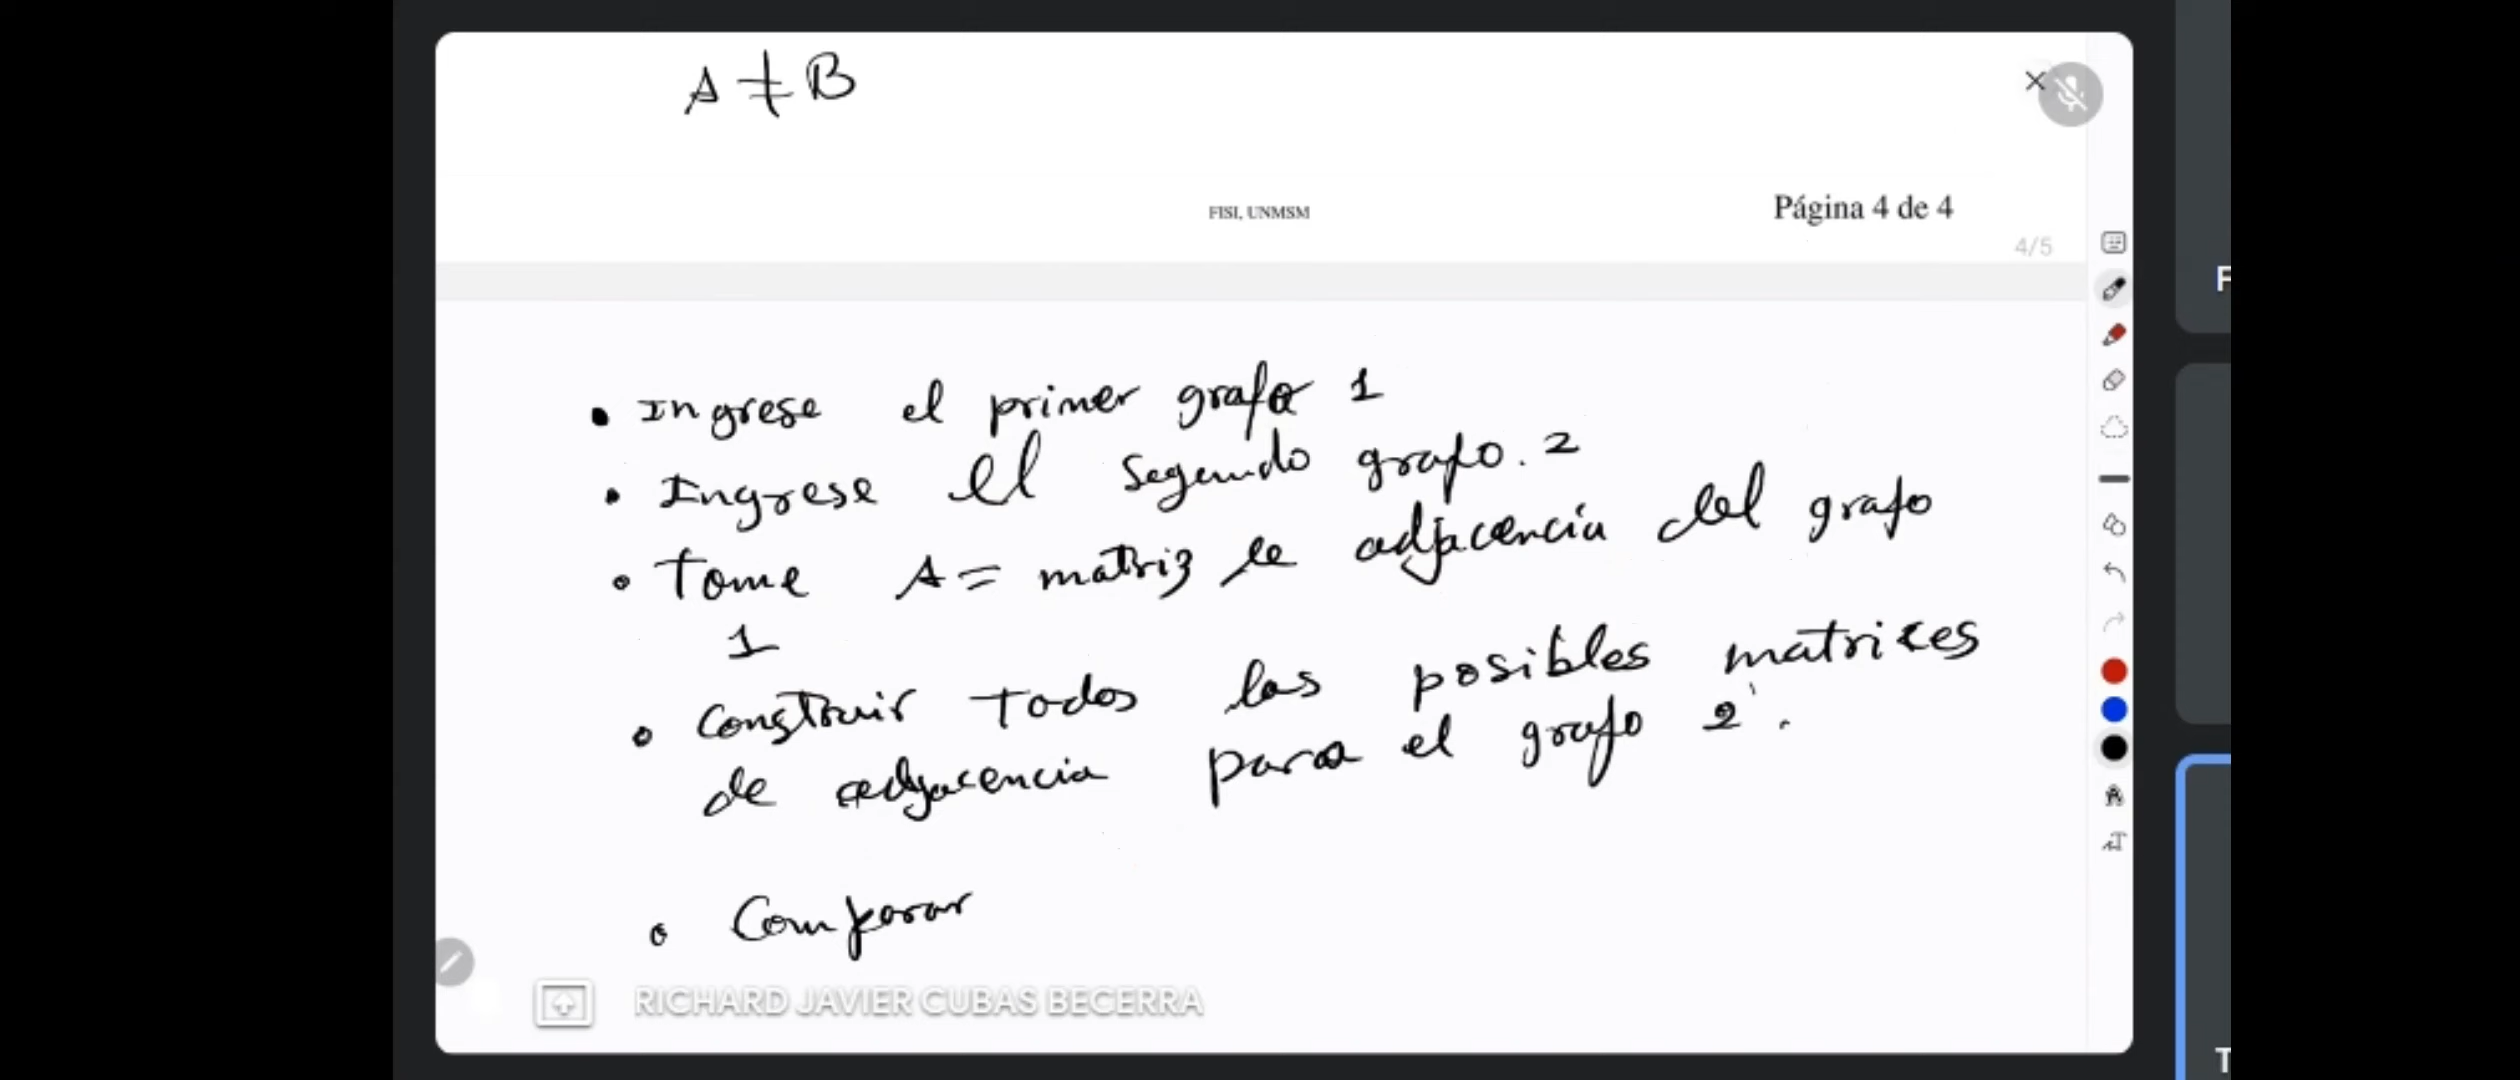 A ≠ B
FISI, UNMSM
Página 4 de 4
4/5
• Ingrese el primer grafo 1
• Ingrese el segundo grafo. 2
• Tome A = matriz de adjacencia del grafo
1
• Construir todos las posibles matrices
de adjacencia para el grafo 2.
• Comparar
RICHARD JAVIER CUBAS BECERRA
F
T